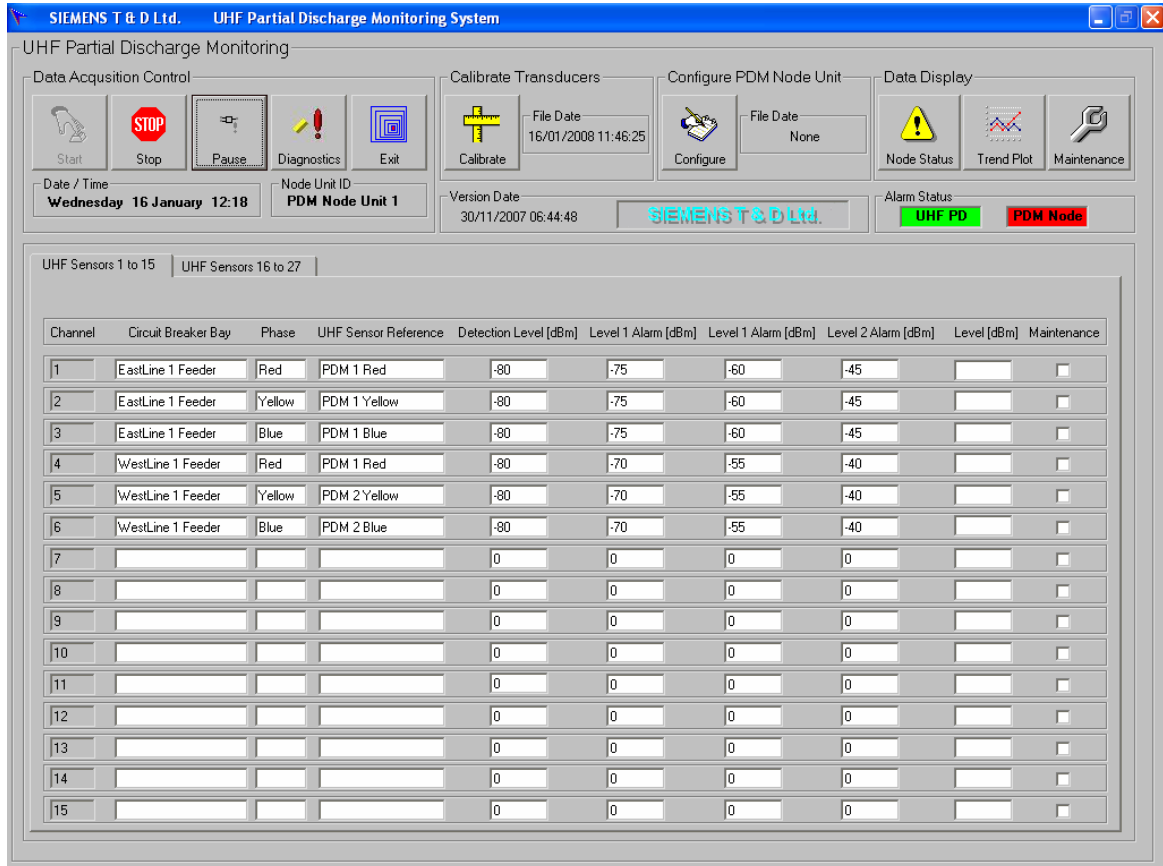 SIEMENS T & D Ltd. UHF Partial Discharge Monitoring System
UHF Partial Discharge Monitoring
Data Acqusition Control Calibrate Transducers Configure PDM Node Unit Data Display
STOP
File Date File Date
16/01/2008 11:46:25 None
Start Stop Pause Diagnostics Exit Calibrate Configure Node Status Trend Plot Maintenance
Date / Time Node Unit ID Version Date Alarm Status
Wednesday 16 January 12:18 PDM Node Unit 1 30/11/2007 06:44:48 SIEMENS T & D Ltd. UHF PD PDM Node
UHF Sensors 1 to 15 UHF Sensors 16 to 27
Channel Circuit Breaker Bay Phase UHF Sensor Reference Detection Level [dBm] Level 1 Alarm [dBm] Level 1 Alarm [dBm] Level 2 Alarm [dBm] Level [dBm] Maintenance
1 EastLine 1 Feeder Red PDM 1 Red -80 -75 -60 -45
2 EastLine 1 Feeder Yellow PDM 1 Yellow -80 -75 -60 -45
3 EastLine 1 Feeder Blue PDM 1 Blue -80 -75 -60 -45
4 WestLine 1 Feeder Red PDM 1 Red -80 -70 -55 -40
5 WestLine 1 Feeder Yellow PDM 2 Yellow -80 -70 -55 -40
6 WestLine 1 Feeder Blue PDM 2 Blue -80 -70 -55 -40
7 0 0 0 0
8 0 0 0 0
9 0 0 0 0
10 0 0 0 0
11 0 0 0 0
12 0 0 0 0
13 0 0 0 0
14 0 0 0 0
15 0 0 0 0